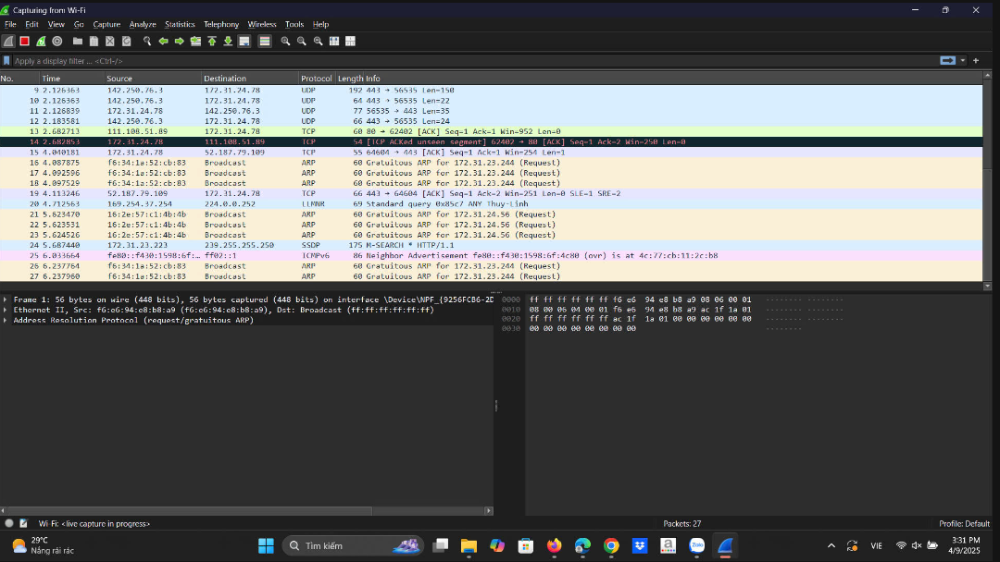 Capturing from Wi-Fi
File Edit View Go Capture Analyze Statistics Telephony Wireless Tools Help
Apply a display filter ... <Ctrl-/>
No. Time Source Destination Protocol Length Info
9 2.126363 142.250.76.3 172.31.24.78 UDP 192 443 → 56535 Len=150
10 2.126363 142.250.76.3 172.31.24.78 UDP 64 443 → 56535 Len=22
11 2.126839 172.31.24.78 142.250.76.3 UDP 77 56535 → 443 Len=35
12 2.183581 142.250.76.3 172.31.24.78 UDP 66 443 → 56535 Len=24
13 2.682713 111.108.51.89 172.31.24.78 TCP 60 80 → 62402 [ACK] Seq=1 Ack=1 Win=952 Len=0
14 2.682853 172.31.24.78 111.108.51.89 TCP 54 [TCP ACKed unseen segment] 62402 → 80 [ACK] Seq=1 Ack=2 Win=250 Len=0
15 4.040181 172.31.24.78 52.187.79.109 TCP 55 64604 → 443 [ACK] Seq=1 Ack=1 Win=254 Len=1
16 4.087875 f6:34:1a:52:cb:83 Broadcast ARP 60 Gratuitous ARP for 172.31.23.244 (Request)
17 4.092596 f6:34:1a:52:cb:83 Broadcast ARP 60 Gratuitous ARP for 172.31.23.244 (Request)
18 4.097529 f6:34:1a:52:cb:83 Broadcast ARP 60 Gratuitous ARP for 172.31.23.244 (Request)
19 4.113246 52.187.79.109 172.31.24.78 TCP 66 443 → 64604 [ACK] Seq=1 Ack=2 Win=251 Len=0 SLE=1 SRE=2
20 4.712563 169.254.37.254 224.0.0.252 LLMNR 69 Standard query 0x85c7 ANY Thuy-Linh
21 5.623470 16:2e:57:c1:4b:4b Broadcast ARP 60 Gratuitous ARP for 172.31.24.56 (Request)
22 5.623531 16:2e:57:c1:4b:4b Broadcast ARP 60 Gratuitous ARP for 172.31.24.56 (Request)
23 5.624526 16:2e:57:c1:4b:4b Broadcast ARP 60 Gratuitous ARP for 172.31.24.56 (Request)
24 5.687440 172.31.23.223 239.255.255.250 SSDP 175 M-SEARCH * HTTP/1.1
25 6.033664 fe80::f430:1598:6f:… ff02::1 ICMPv6 86 Neighbor Advertisement fe80::f430:1598:6f:4c80 (ovr) is at 4c:77:cb:11:2c:b8
26 6.237764 f6:34:1a:52:cb:83 Broadcast ARP 60 Gratuitous ARP for 172.31.23.244 (Request)
27 6.237960 f6:34:1a:52:cb:83 Broadcast ARP 60 Gratuitous ARP for 172.31.23.244 (Request)
Frame 1: 56 bytes on wire (448 bits), 56 bytes captured (448 bits) on interface \Device\NPF_{9256FCB6-2D
Ethernet II, Src: f6:e6:94:e8:b8:a9 (f6:e6:94:e8:b8:a9), Dst: Broadcast (ff:ff:ff:ff:ff:ff)
Address Resolution Protocol (request/gratuitous ARP)
0000 ff ff ff ff ff ff f6 e6 94 e8 b8 a9 08 06 00 01 ········ ········
0010 08 00 06 04 00 01 f6 e6 94 e8 b8 a9 ac 1f 1a 01
0020 ff ff ff ff ff ff ac 1f 1a 01 00 00 00 00 00 00 ········ ········
0030 00 00 00 00 00 00 00 00 ········
Wi-Fi: <live capture in progress> Packets: 27 Profile: Default
29°C
Nắng rải rác
Tìm kiếm
Zalo
VIE
3:31 PM
4/9/2025